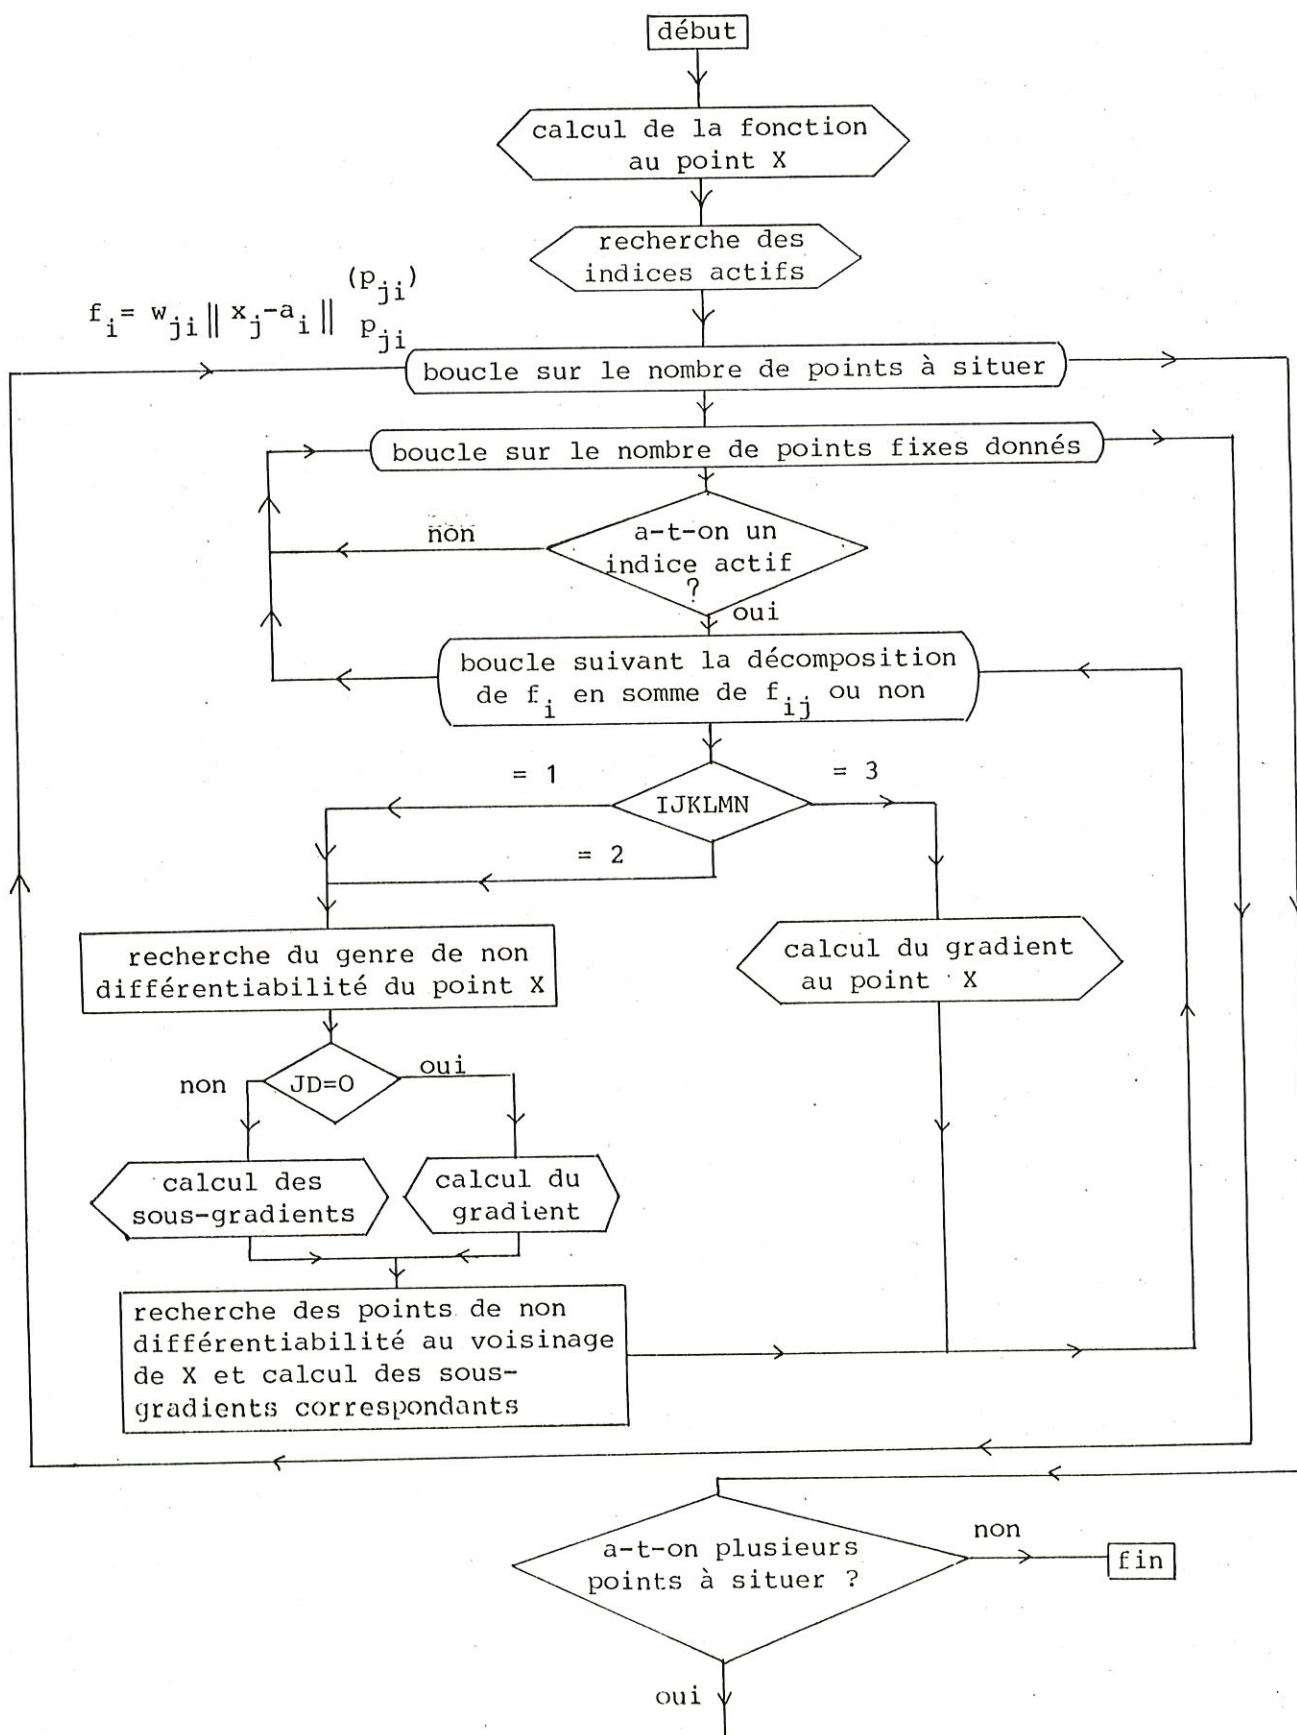 début
calcul de la fonction
au point X
recherche des
indices actifs
f_i = w_ji ‖ x_j-a_i ‖ (p_ji) p_ji
boucle sur le nombre de points à situer
boucle sur le nombre de points fixes donnés
non
a-t-on un
indice actif
?
oui
boucle suivant la décomposition
de f_i en somme de f_ij ou non
= 1
IJKLMN
= 3
= 2
recherche du genre de non
différentiabilité du point X
calcul du gradient
au point X
non
JD=O
oui
calcul des
sous-gradients
calcul du
gradient
recherche des points de non
différentiabilité au voisinage
de X et calcul des sous-
gradients correspondants
a-t-on plusieurs
points à situer ?
non
fin
oui